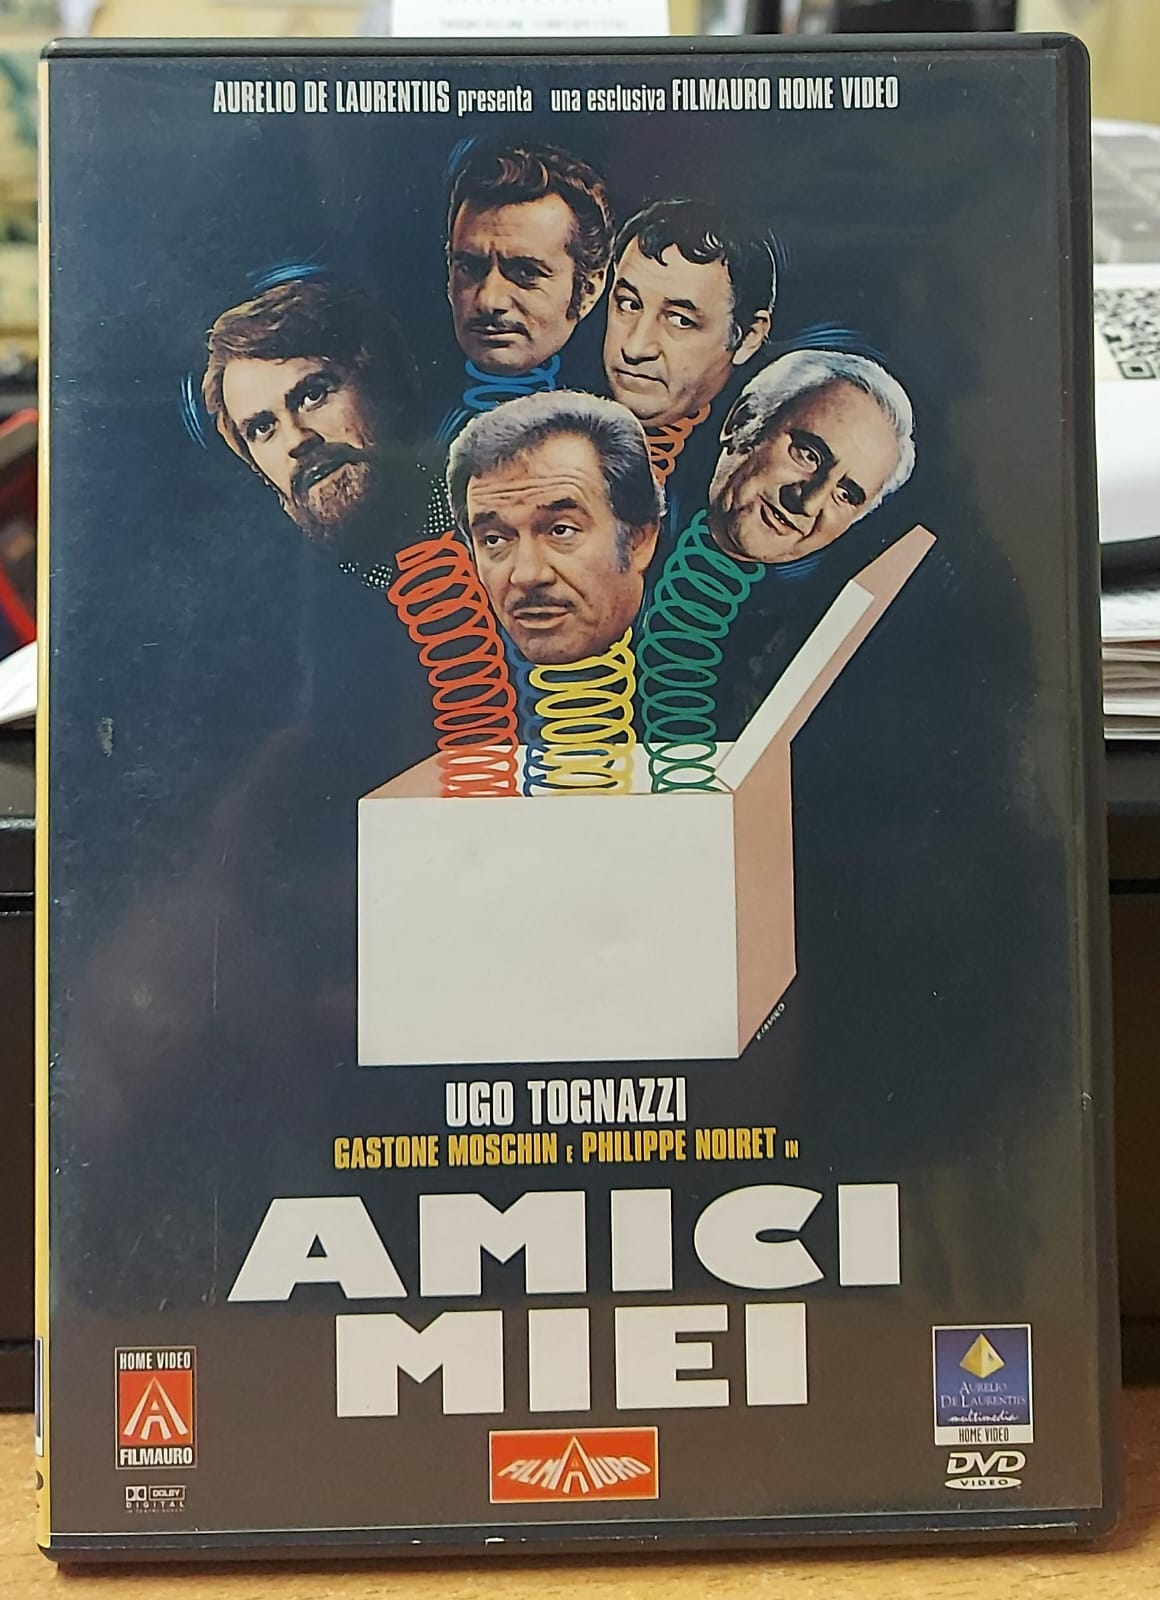 AURELIO DE LAURENTIIS presenta una esclusiva FILMAURO HOME VIDEO
UGO TOGNAZZI
GASTONE MOSCHIN E PHILIPPE NOIRET IN
AMICI
MIEI
HOME VIDEO
FILMAURO
DOLBY
DIGITAL
FILMAURO
AURELIO
DE LAURENTIIS
multimedia
HOME VIDEO
DVD
VIDEO